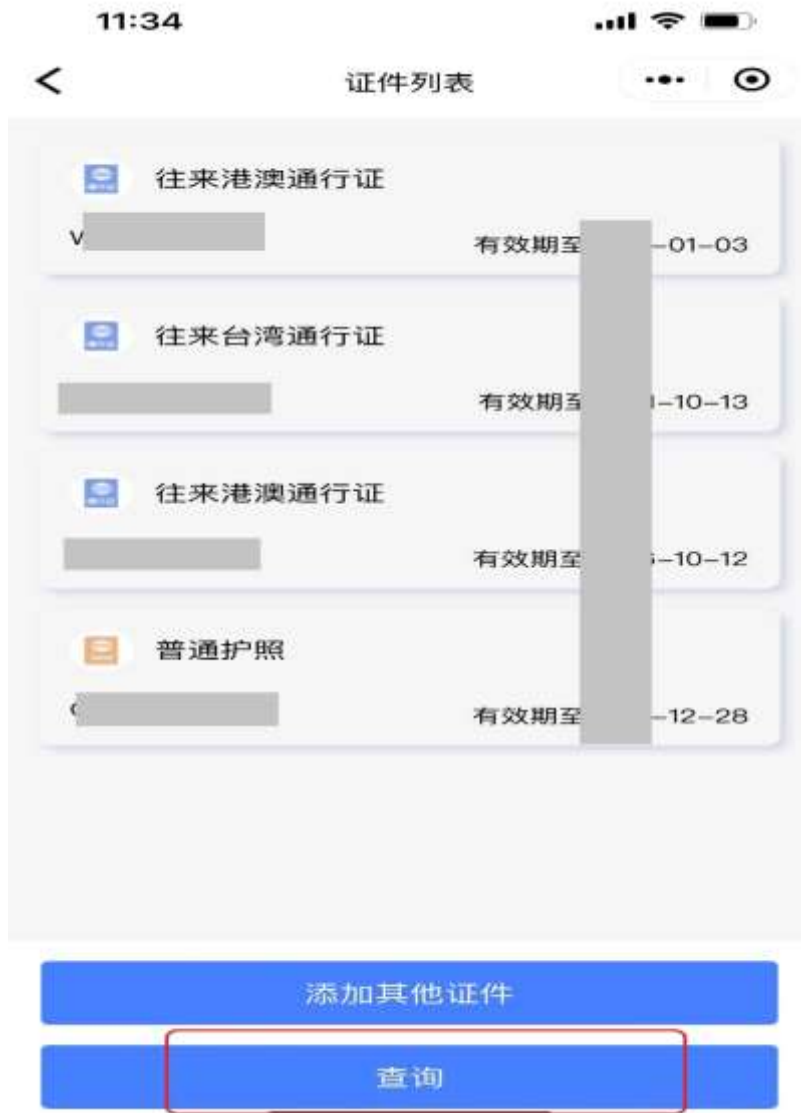 11:34
证件列表
往来港澳通行证
有效期至 -01-03
往来台湾通行证
有效期至 -10-13
往来港澳通行证
有效期至 -10-12
普通护照
有效期至 -12-28
添加其他证件
查询